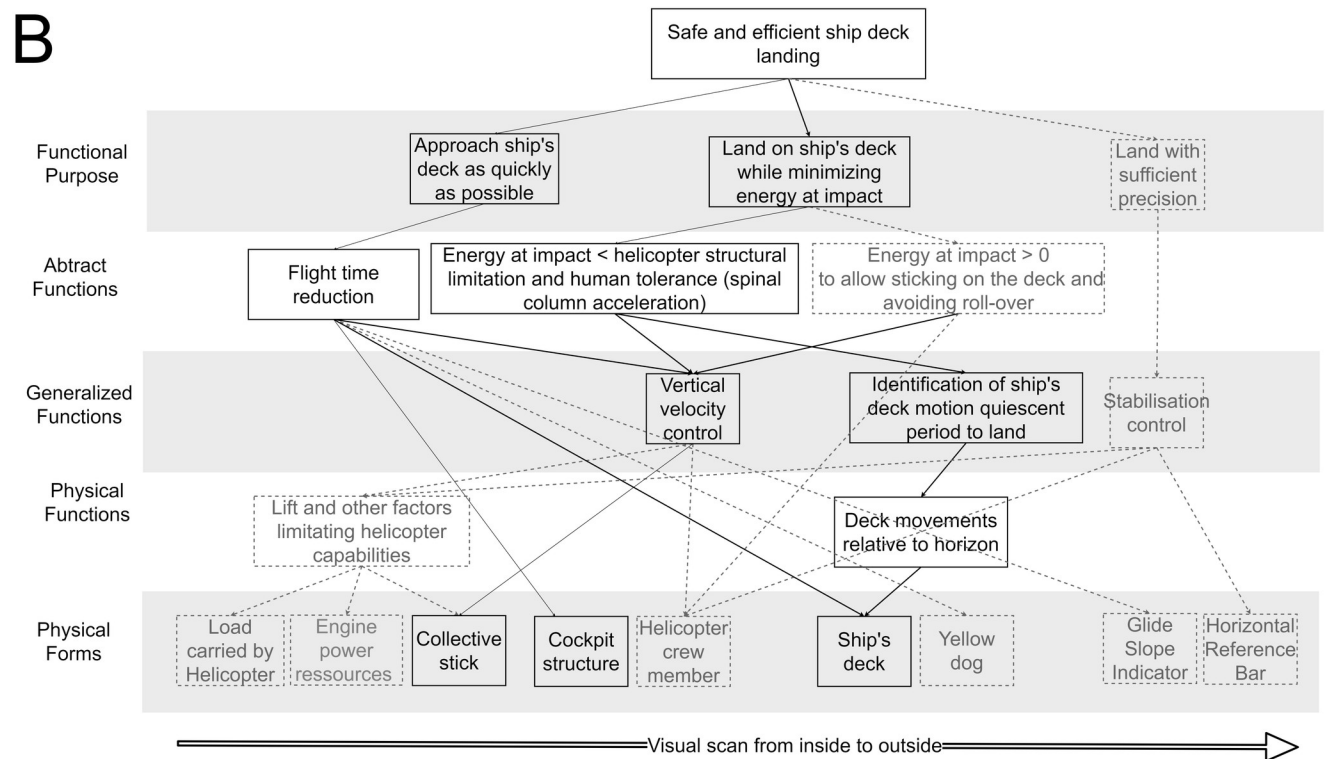 B
Safe and efficient ship deck
landing
Functional
Purpose
Approach ship's
deck as quickly
as possible
Land on ship's deck
while minimizing
energy at impact
Land with
sufficient
precision
Abtract
Functions
Flight time
reduction
Energy at impact < helicopter structural
limitation and human tolerance (spinal
column acceleration)
Energy at impact > 0
to allow sticking on the deck and
avoiding roll-over
Generalized
Functions
Vertical
velocity
control
Identification of ship's
deck motion quiescent
period to land
Stabilisation
control
Physical
Functions
Lift and other factors
limitating helicopter
capabilities
Deck movements
relative to horizon
Physical
Forms
Load
carried by
Helicopter
Engine
power
ressources
Collective
stick
Cockpit
structure
Helicopter
crew
member
Ship's
deck
Yellow
dog
Glide
Slope
Indicator
Horizontal
Reference
Bar
Visual scan from inside to outside